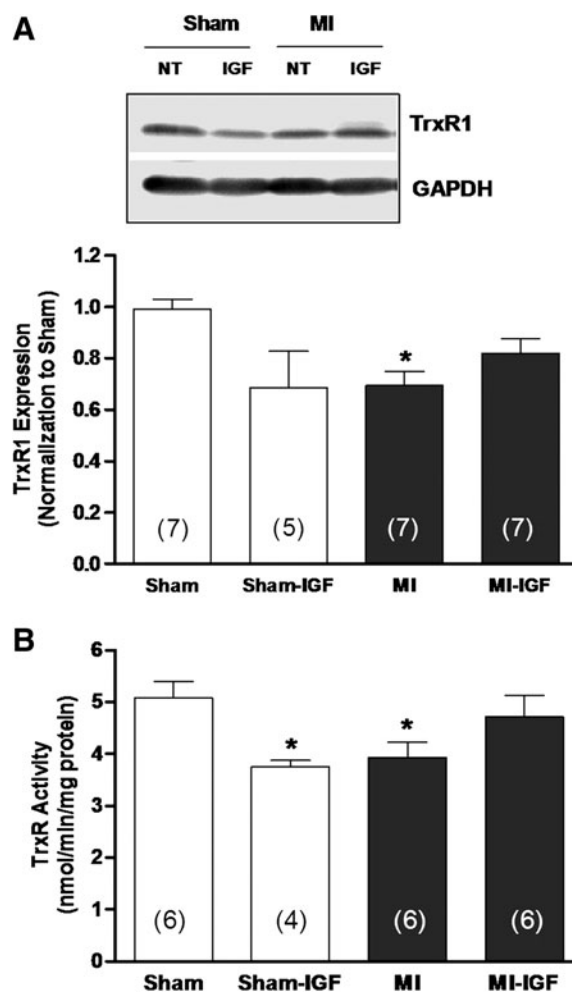 A
Sham MI
NT IGF NT IGF
TrxR1
GAPDH
TrxR1 Expression
(Normalization to Sham)
1.2
1.0
0.8
0.6
0.4
0.2
0.0
*
(7) (5) (7) (7)
Sham Sham-IGF MI MI-IGF
B
TrxR Activity
(nmol/min/mg protein)
6
5
4
3
2
1
0
* *
(6) (4) (6) (6)
Sham Sham-IGF MI MI-IGF